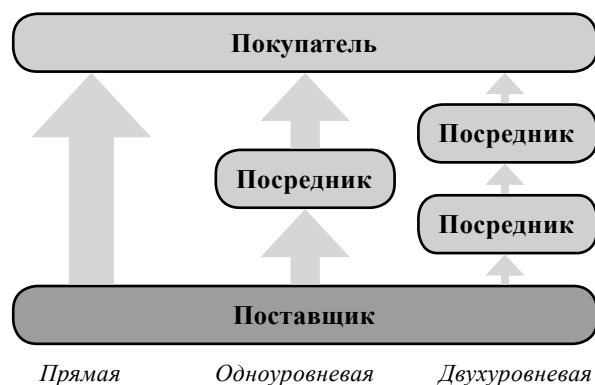 Покупатель
Посредник
Посредник
Посредник
Поставщик
Прямая
Одноуровневая
Двухуровневая